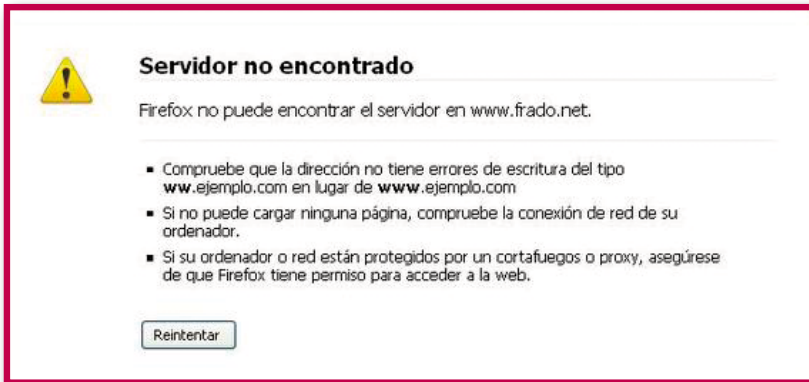 Servidor no encontrado
Firefox no puede encontrar el servidor en www.frado.net.
▪ Compruebe que la dirección no tiene errores de escritura del tipo
ww.ejemplo.com en lugar de www.ejemplo.com
▪ Si no puede cargar ninguna página, compruebe la conexión de red de su
ordenador.
▪ Si su ordenador o red están protegidos por un cortafuegos o proxy, asegúrese
de que Firefox tiene permiso para acceder a la web.
Reintentar